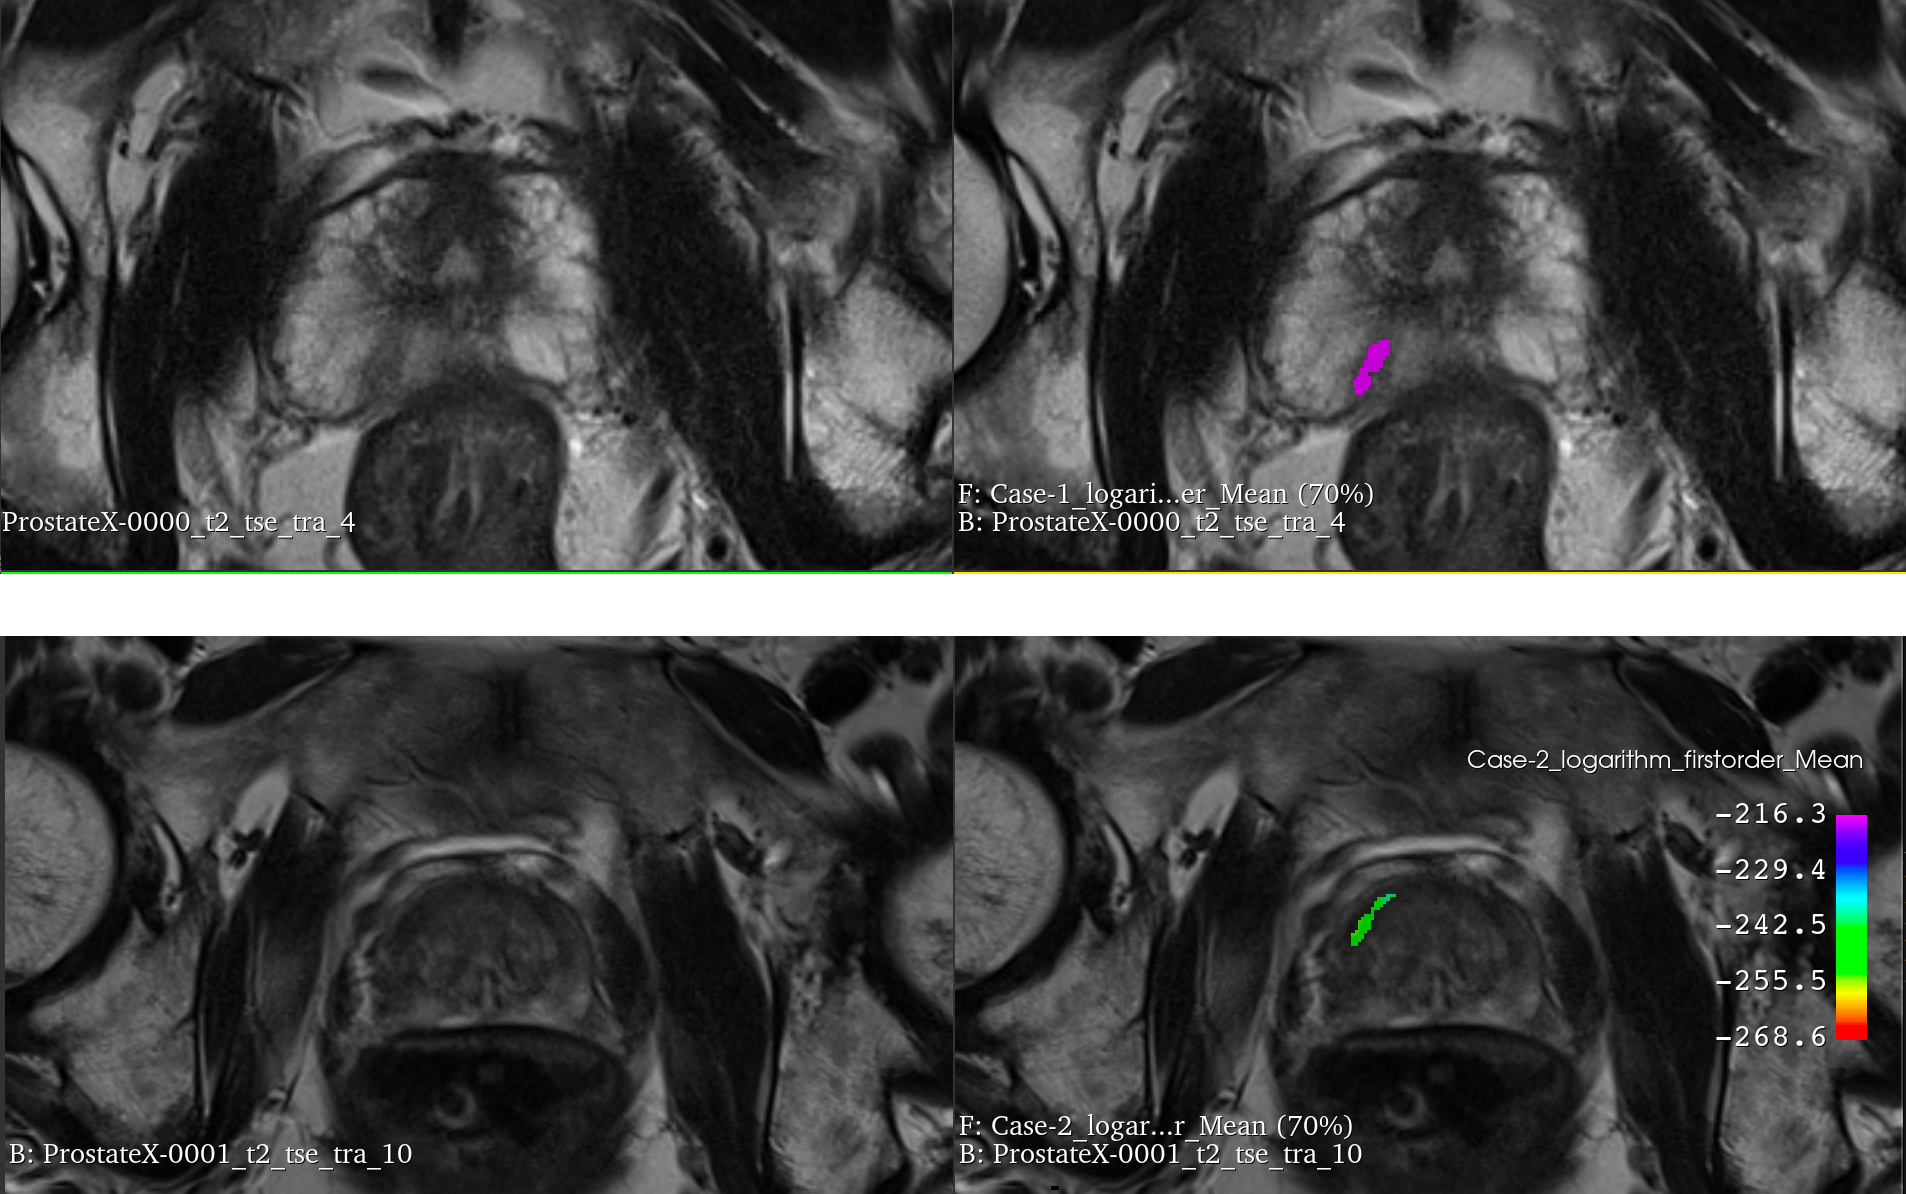 ProstateX-0000_t2_tse_tra_4
F: Case-1_logari...er_Mean (70%)
B: ProstateX-0000_t2_tse_tra_4
B: ProstateX-0001_t2_tse_tra_10
Case-2_logarithm_firstorder_Mean
-216.3
-229.4
-242.5
-255.5
-268.6
F: Case-2_logar...r_Mean (70%)
B: ProstateX-0001_t2_tse_tra_10